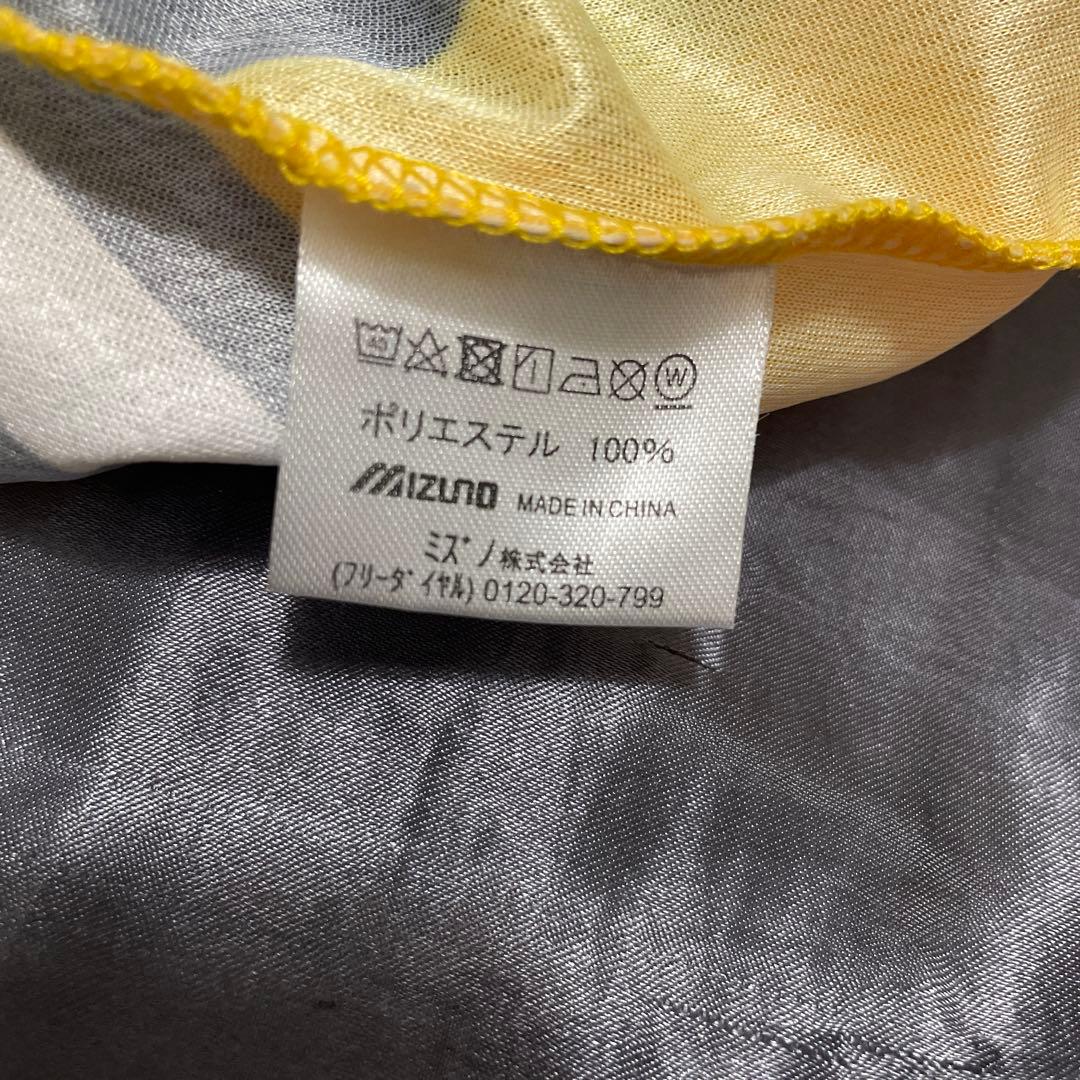 40 W
ポリエステル 100%
MIZUNO MADE IN CHINA
ミズノ株式会社
(フリーダイヤル) 0120-320-799